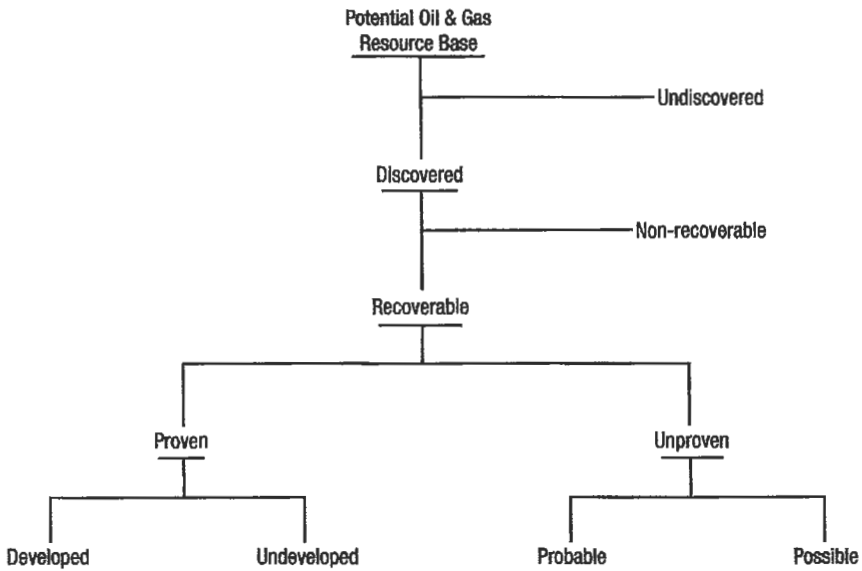 Potential Oil & Gas
Resource Base
Undiscovered
Discovered
Non-recoverable
Recoverable
Proven
Unproven
Developed
Undeveloped
Probable
Possible